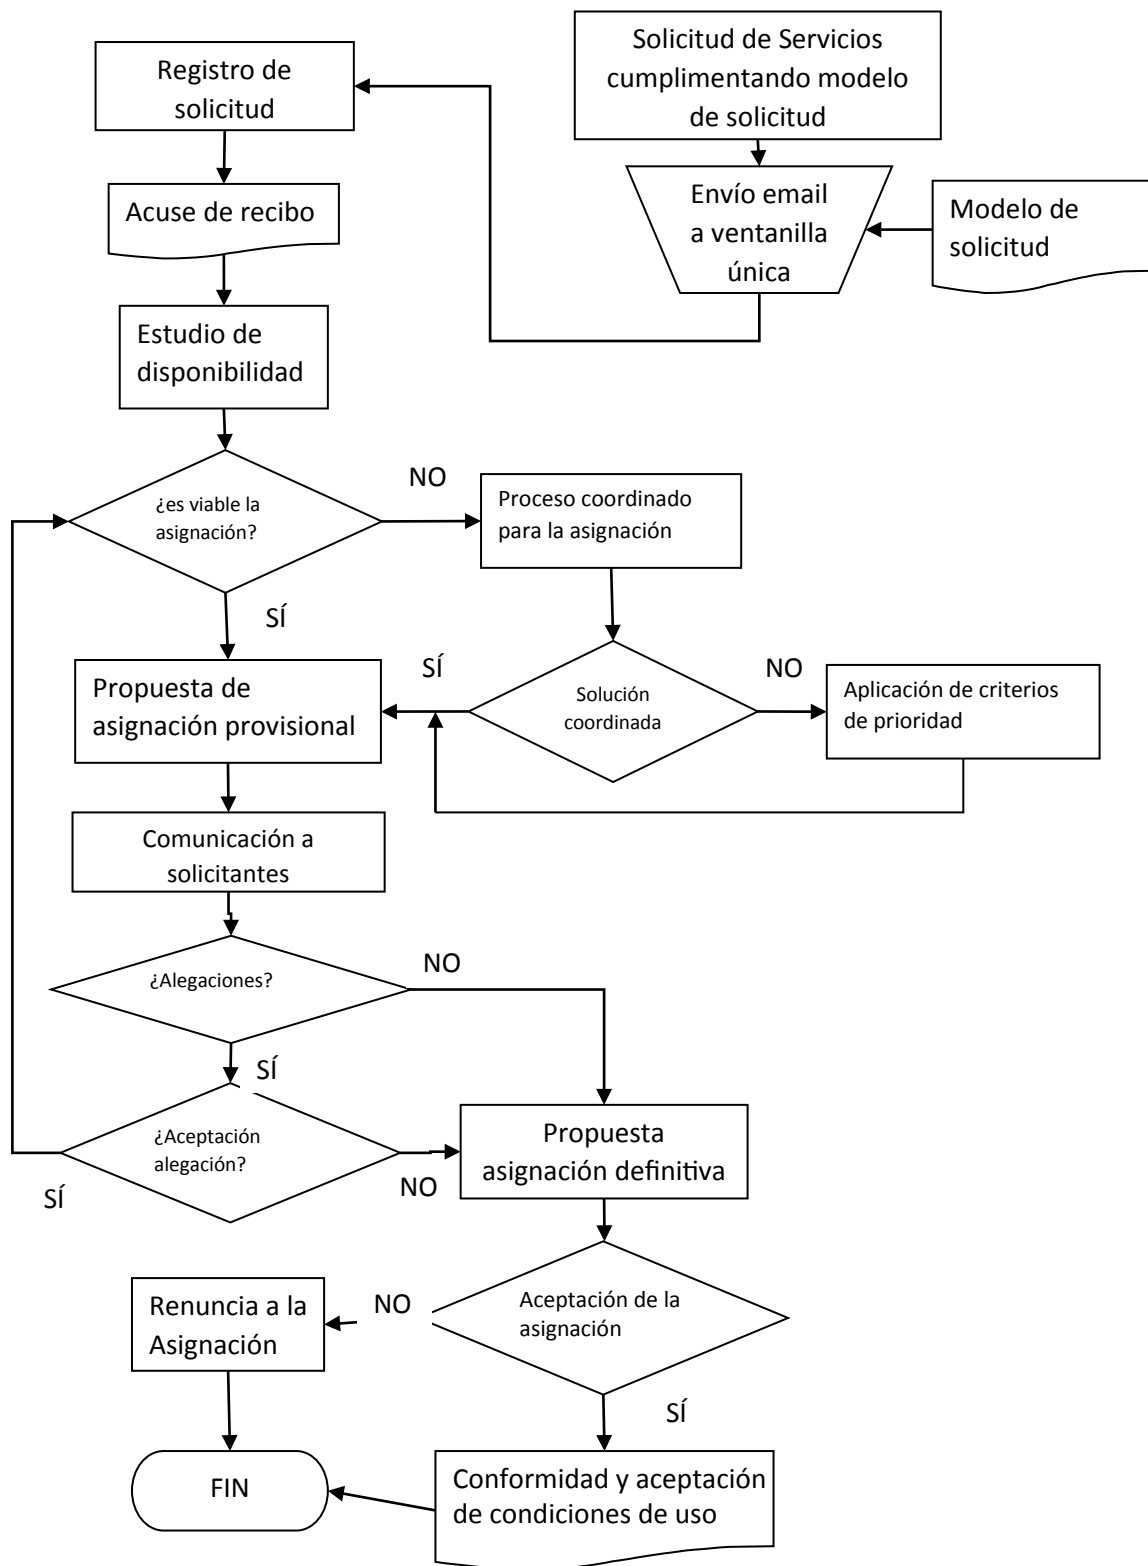 Solicitud de Servicios
cumplimentando modelo
de solicitud
Registro de
solicitud
Envío email
a ventanilla
única
Modelo de
solicitud
Acuse de recibo
Estudio de
disponibilidad
¿es viable la
asignación?
NO
Proceso coordinado
para la asignación
SÍ
Propuesta de
asignación provisional
SÍ
Solución
coordinada
NO
Aplicación de criterios
de prioridad
Comunicación a
solicitantes
¿Alegaciones?
NO
SÍ
¿Aceptación
alegación?
SÍ
NO
Propuesta
asignación definitiva
Aceptación de la
asignación
NO
Renuncia a la
Asignación
SÍ
Conformidad y aceptación
de condiciones de uso
FIN